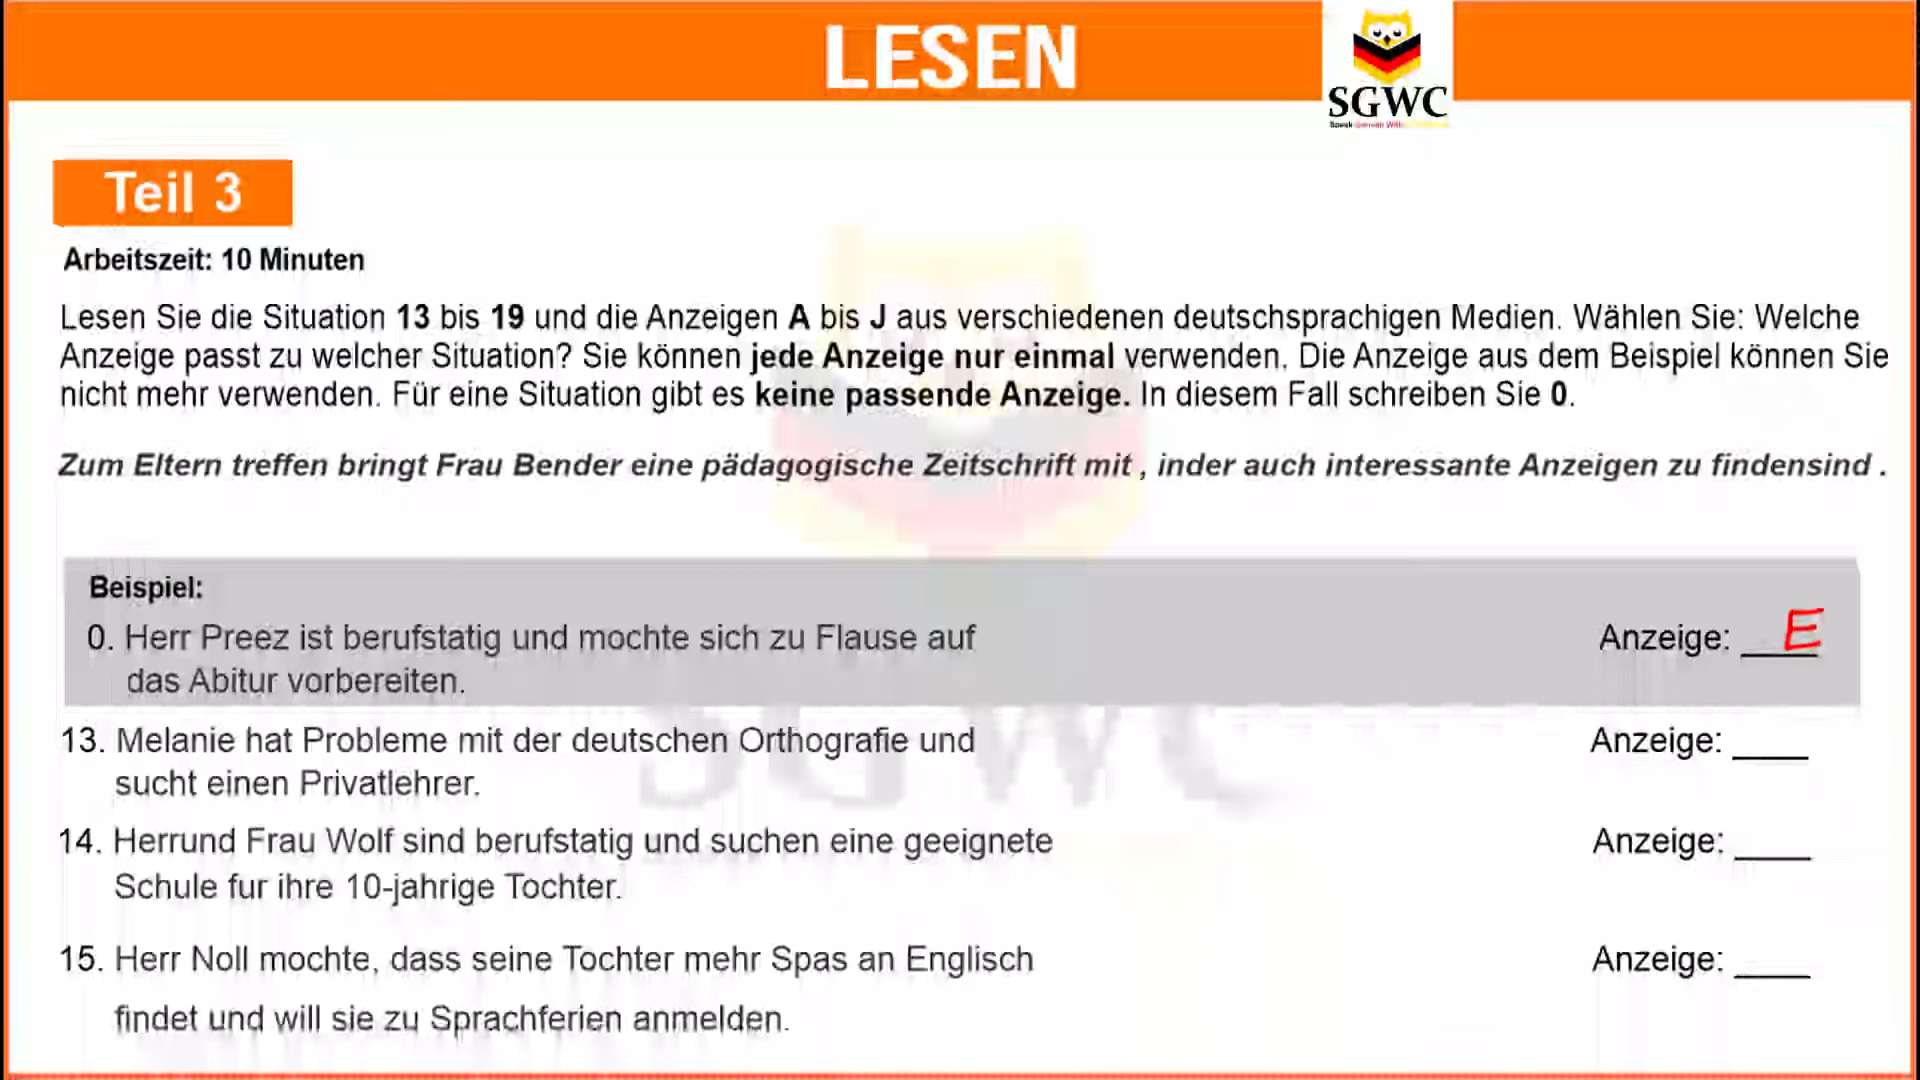 LESEN
SGWC
Teil 3
Arbeitszeit: 10 Minuten
Lesen Sie die Situation 13 bis 19 und die Anzeigen A bis J aus verschiedenen deutschsprachigen Medien. Wählen Sie: Welche
Anzeige passt zu welcher Situation? Sie können jede Anzeige nur einmal verwenden. Die Anzeige aus dem Beispiel können Sie
nicht mehr verwenden. Für eine Situation gibt es keine passende Anzeige. In diesem Fall schreiben Sie 0.
Zum Eltern treffen bringt Frau Bender eine pädagogische Zeitschrift mit , inder auch interessante Anzeigen zu findensind .
Beispiel:
0. Herr Preez ist berufstatig und mochte sich zu Flause auf Anzeige: E
das Abitur vorbereiten.
13. Melanie hat Probleme mit der deutschen Orthografie und Anzeige: ____
sucht einen Privatlehrer.
14. Herrund Frau Wolf sind berufstatig und suchen eine geeignete Anzeige: ____
Schule fur ihre 10-jahrige Tochter.
15. Herr Noll mochte, dass seine Tochter mehr Spas an Englisch Anzeige: ____
findet und will sie zu Sprachferien anmelden.
SGWC